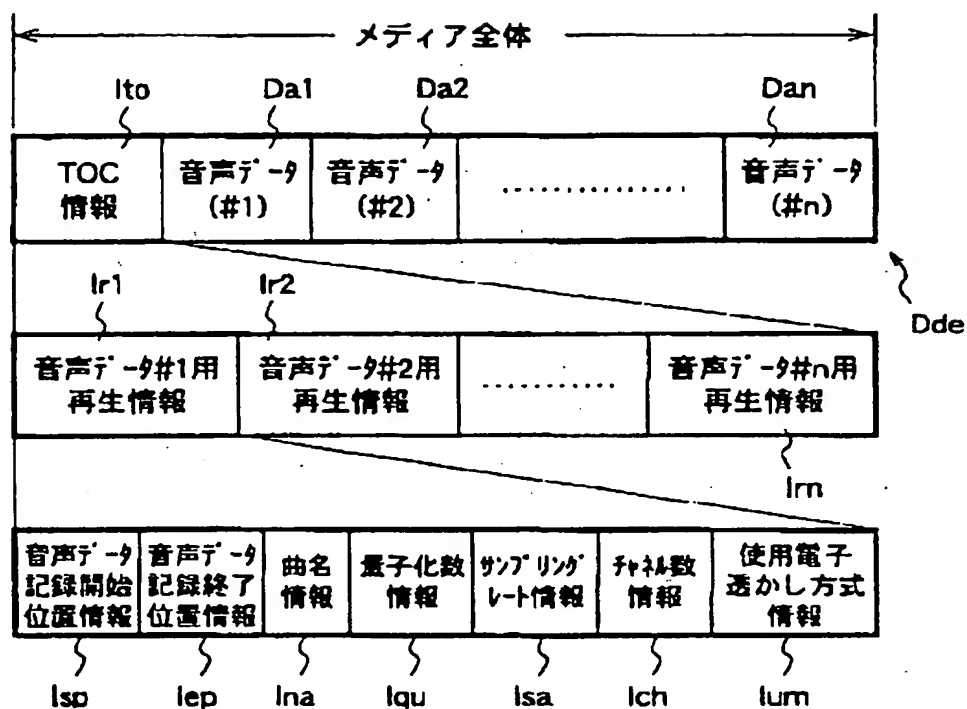 メディア全体
Ito Da1 Da2 Dan
TOC 音声データ 音声データ ................ 音声データ
情報 (#1) (#2) (#n)
Ir1 Ir2
Dde
音声データ#1用 音声データ#2用 ............ 音声データ#n用
再生情報 再生情報 再生情報
Irn
音声データ 音声データ 曲名 量子化数 サンプリング チャネル数 使用電子
記録開始 記録終了 情報 情報 レート情報 情報 透かし方式
位置情報 位置情報 情報
Isp Iep Ina Iqu Isa Ich Ium